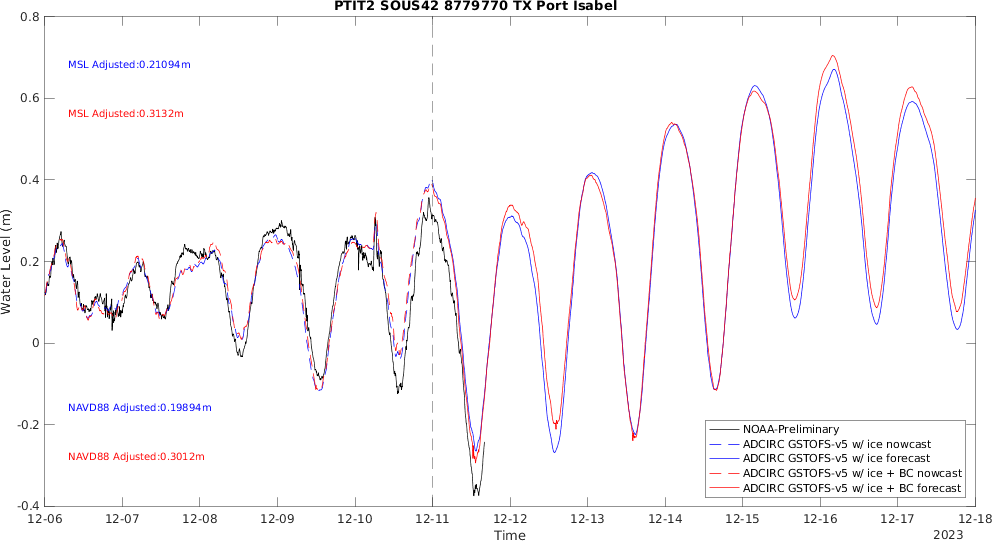 PTIT2 SOUS42 8779770 TX Port Isabel
0.8
MSL Adjusted:0.21094m
0.6
MSL Adjusted:0.3132m
0.4
Water Level (m)
0.2
0
NAVD88 Adjusted:0.19894m
-0.2
NOAA-Preliminary
ADCIRC GSTOFS-v5 w/ ice nowcast
NAVD88 Adjusted:0.3012m
ADCIRC GSTOFS-v5 w/ ice forecast
ADCIRC GSTOFS-v5 w/ ice + BC nowcast
ADCIRC GSTOFS-v5 w/ ice + BC forecast
-0.4
12-06 12-07 12-08 12-09 12-10 12-11 12-12 12-13 12-14 12-15 12-16 12-17 12-18
Time
2023